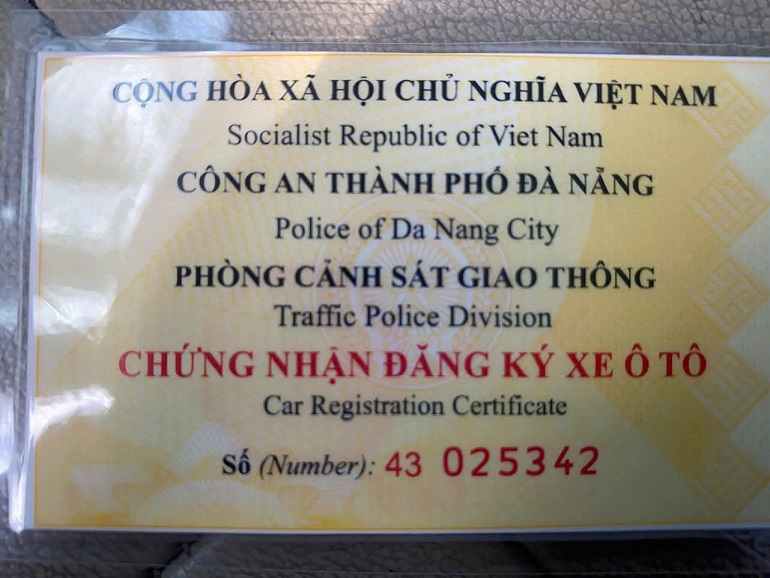 CỘNG HÒA XÃ HỘI CHỦ NGHĨA VIỆT NAM
Socialist Republic of Viet Nam
CÔNG AN THÀNH PHỐ ĐÀ NẴNG
Police of Da Nang City
PHÒNG CẢNH SÁT GIAO THÔNG
Traffic Police Division
CHỨNG NHẬN ĐĂNG KÝ XE Ô TÔ
Car Registration Certificate
Số (Number): 43 025342